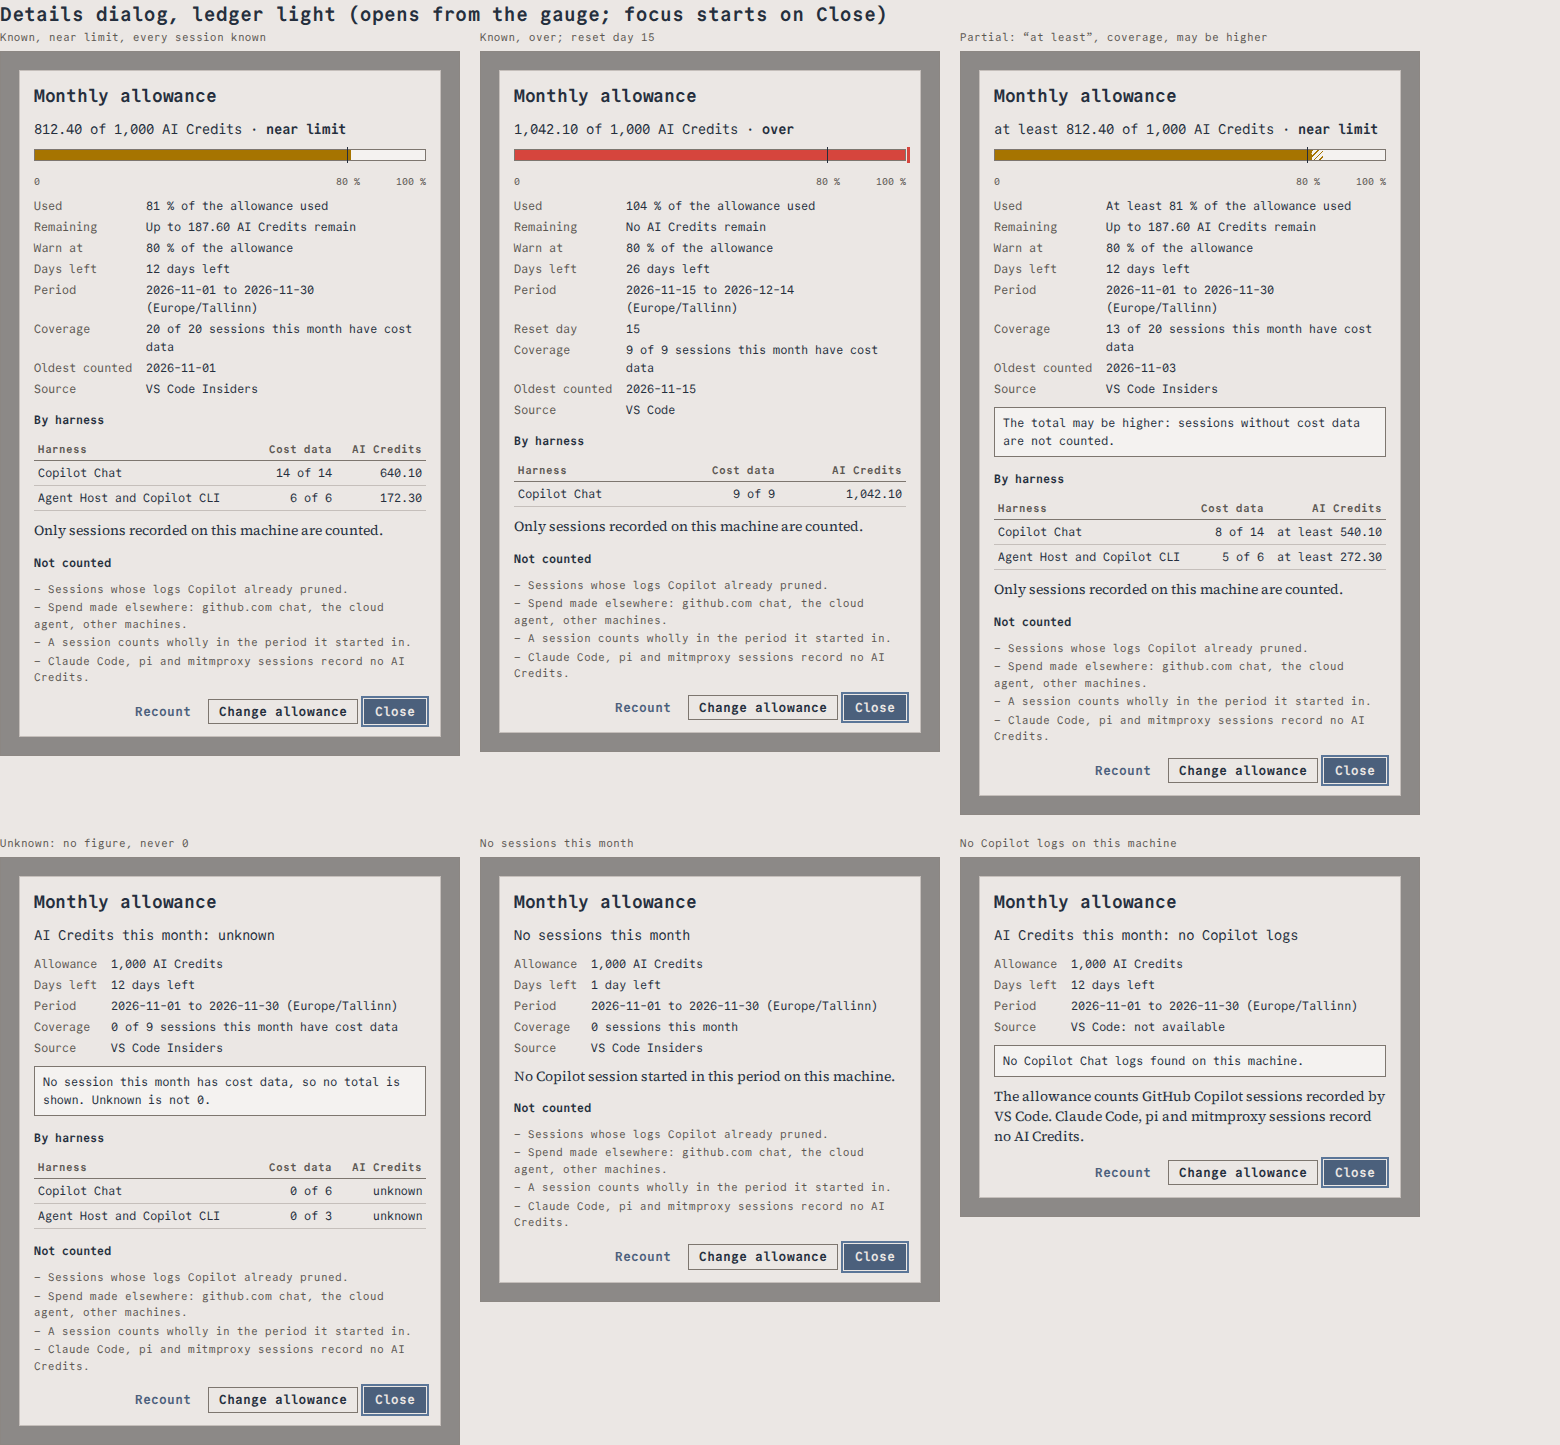 Details dialog, ledger light (opens from the gauge; focus starts on Close)
Known, near limit, every session known
Monthly allowance
812.40 of 1,000 AI Credits · near limit
0 80 % 100 %
Used 81 % of the allowance used
Remaining Up to 187.60 AI Credits remain
Warn at 80 % of the allowance
Days left 12 days left
Period 2026-11-01 to 2026-11-30
(Europe/Tallinn)
Coverage 20 of 20 sessions this month have cost
data
Oldest counted 2026-11-01
Source VS Code Insiders
By harness
Harness Cost data AI Credits
Copilot Chat 14 of 14 640.10
Agent Host and Copilot CLI 6 of 6 172.30
Only sessions recorded on this machine are counted.
Not counted
– Sessions whose logs Copilot already pruned.
– Spend made elsewhere: github.com chat, the cloud
agent, other machines.
– A session counts wholly in the period it started in.
– Claude Code, pi and mitmproxy sessions record no AI
Credits.
Recount Change allowance Close
Known, over; reset day 15
Monthly allowance
1,042.10 of 1,000 AI Credits · over
0 80 % 100 %
Used 104 % of the allowance used
Remaining No AI Credits remain
Warn at 80 % of the allowance
Days left 26 days left
Period 2026-11-15 to 2026-12-14
(Europe/Tallinn)
Reset day 15
Coverage 9 of 9 sessions this month have cost
data
Oldest counted 2026-11-15
Source VS Code
By harness
Harness Cost data AI Credits
Copilot Chat 9 of 9 1,042.10
Only sessions recorded on this machine are counted.
Not counted
– Sessions whose logs Copilot already pruned.
– Spend made elsewhere: github.com chat, the cloud
agent, other machines.
– A session counts wholly in the period it started in.
– Claude Code, pi and mitmproxy sessions record no AI
Credits.
Recount Change allowance Close
Partial: “at least”, coverage, may be higher
Monthly allowance
at least 812.40 of 1,000 AI Credits · near limit
0 80 % 100 %
Used At least 81 % of the allowance used
Remaining Up to 187.60 AI Credits remain
Warn at 80 % of the allowance
Days left 12 days left
Period 2026-11-01 to 2026-11-30
(Europe/Tallinn)
Coverage 13 of 20 sessions this month have cost
data
Oldest counted 2026-11-03
Source VS Code Insiders
The total may be higher: sessions without cost data
are not counted.
By harness
Harness Cost data AI Credits
Copilot Chat 8 of 14 at least 540.10
Agent Host and Copilot CLI 5 of 6 at least 272.30
Only sessions recorded on this machine are counted.
Not counted
– Sessions whose logs Copilot already pruned.
– Spend made elsewhere: github.com chat, the cloud
agent, other machines.
– A session counts wholly in the period it started in.
– Claude Code, pi and mitmproxy sessions record no AI
Credits.
Recount Change allowance Close
Unknown: no figure, never 0
Monthly allowance
AI Credits this month: unknown
Allowance 1,000 AI Credits
Days left 12 days left
Period 2026-11-01 to 2026-11-30 (Europe/Tallinn)
Coverage 0 of 9 sessions this month have cost data
Source VS Code Insiders
No session this month has cost data, so no total is
shown. Unknown is not 0.
By harness
Harness Cost data AI Credits
Copilot Chat 0 of 6 unknown
Agent Host and Copilot CLI 0 of 3 unknown
Not counted
– Sessions whose logs Copilot already pruned.
– Spend made elsewhere: github.com chat, the cloud
agent, other machines.
– A session counts wholly in the period it started in.
– Claude Code, pi and mitmproxy sessions record no AI
Credits.
Recount Change allowance Close
No sessions this month
Monthly allowance
No sessions this month
Allowance 1,000 AI Credits
Days left 1 day left
Period 2026-11-01 to 2026-11-30 (Europe/Tallinn)
Coverage 0 sessions this month
Source VS Code Insiders
No Copilot session started in this period on this machine.
Not counted
– Sessions whose logs Copilot already pruned.
– Spend made elsewhere: github.com chat, the cloud
agent, other machines.
– A session counts wholly in the period it started in.
– Claude Code, pi and mitmproxy sessions record no AI
Credits.
Recount Change allowance Close
No Copilot logs on this machine
Monthly allowance
AI Credits this month: no Copilot logs
Allowance 1,000 AI Credits
Days left 12 days left
Period 2026-11-01 to 2026-11-30 (Europe/Tallinn)
Source VS Code: not available
No Copilot Chat logs found on this machine.
The allowance counts GitHub Copilot sessions recorded by
VS Code. Claude Code, pi and mitmproxy sessions record
no AI Credits.
Recount Change allowance Close